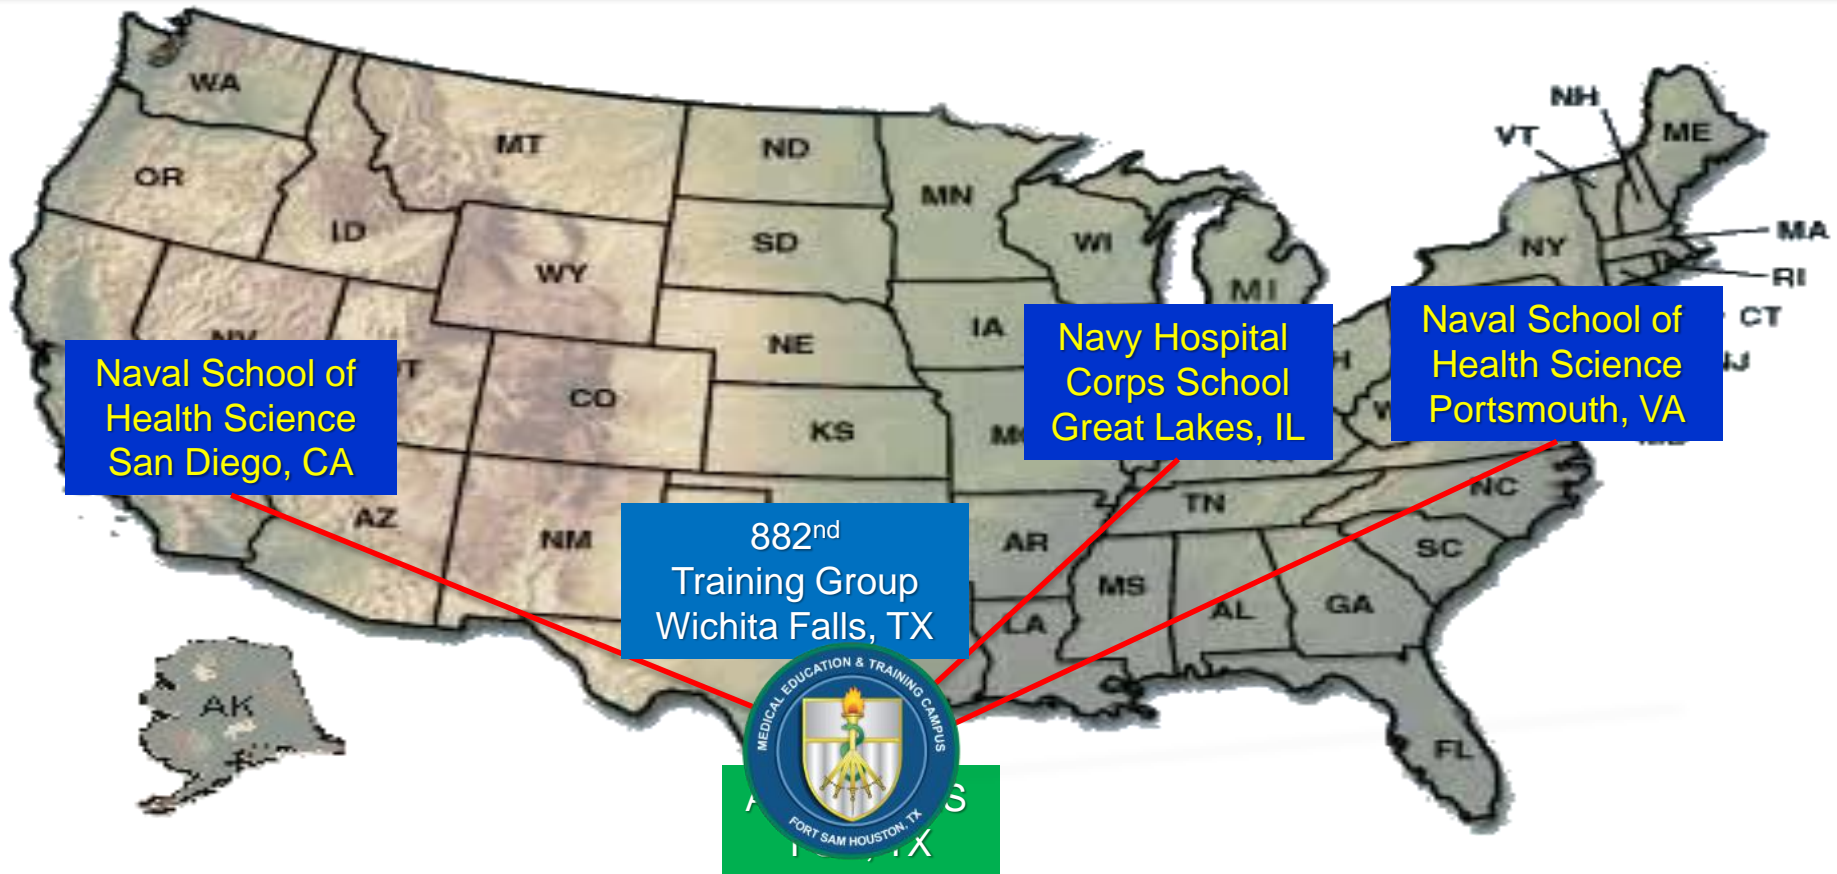 WA
OR
ID
MT
WY
ND
SD
NE
KS
CO
NM
AZ
MN
IA
WI
MI
NY
NH
VT
ME
MA
RI
CT
NJ
AR
LA
MS
AL
TN
GA
SC
NC
FL
AK
NV
Naval School of
Health Science
San Diego, CA
Navy Hospital
Corps School
Great Lakes, IL
Naval School of
Health Science
Portsmouth, VA
882nd
Training Group
Wichita Falls, TX
MEDICAL EDUCATION & TRAINING CAMPUS
FORT SAM HOUSTON, TX